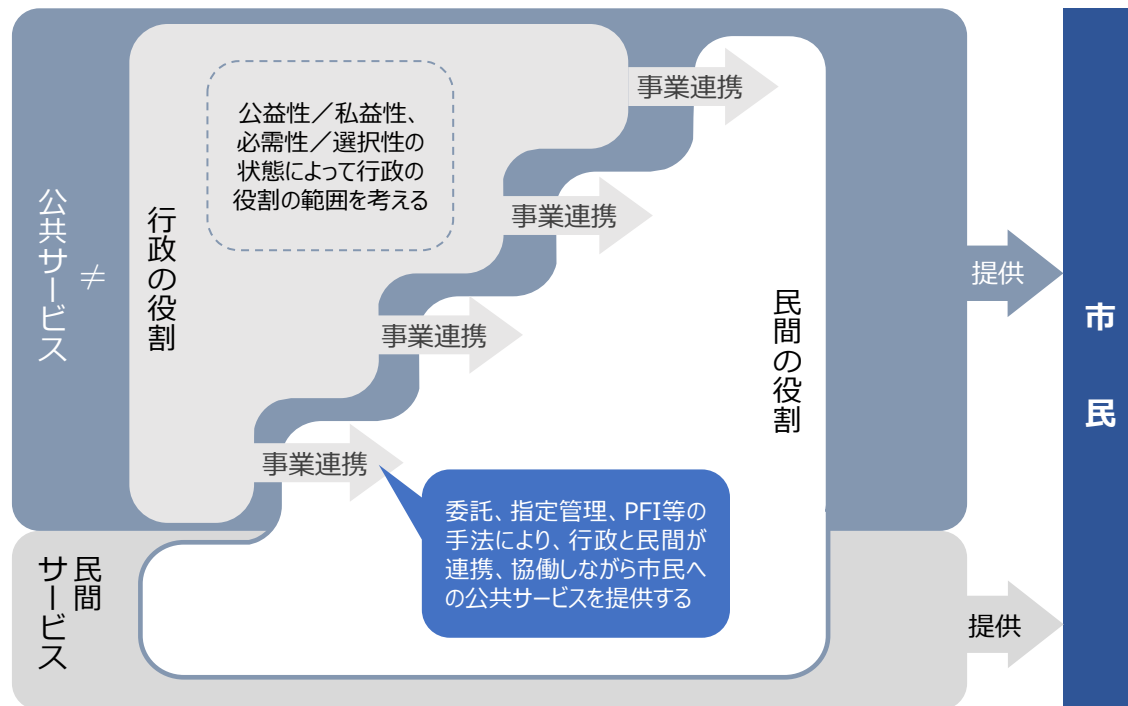 公共サービス
≠
行政の役割
公益性／私益性、
必需性／選択性の
状態によって行政の
役割の範囲を考える
事業連携
事業連携
事業連携
事業連携
民間の役割
委託、指定管理、PFI等の
手法により、行政と民間が
連携、協働しながら市民へ
の公共サービスを提供する
民間
サービス
提供
提供
市民